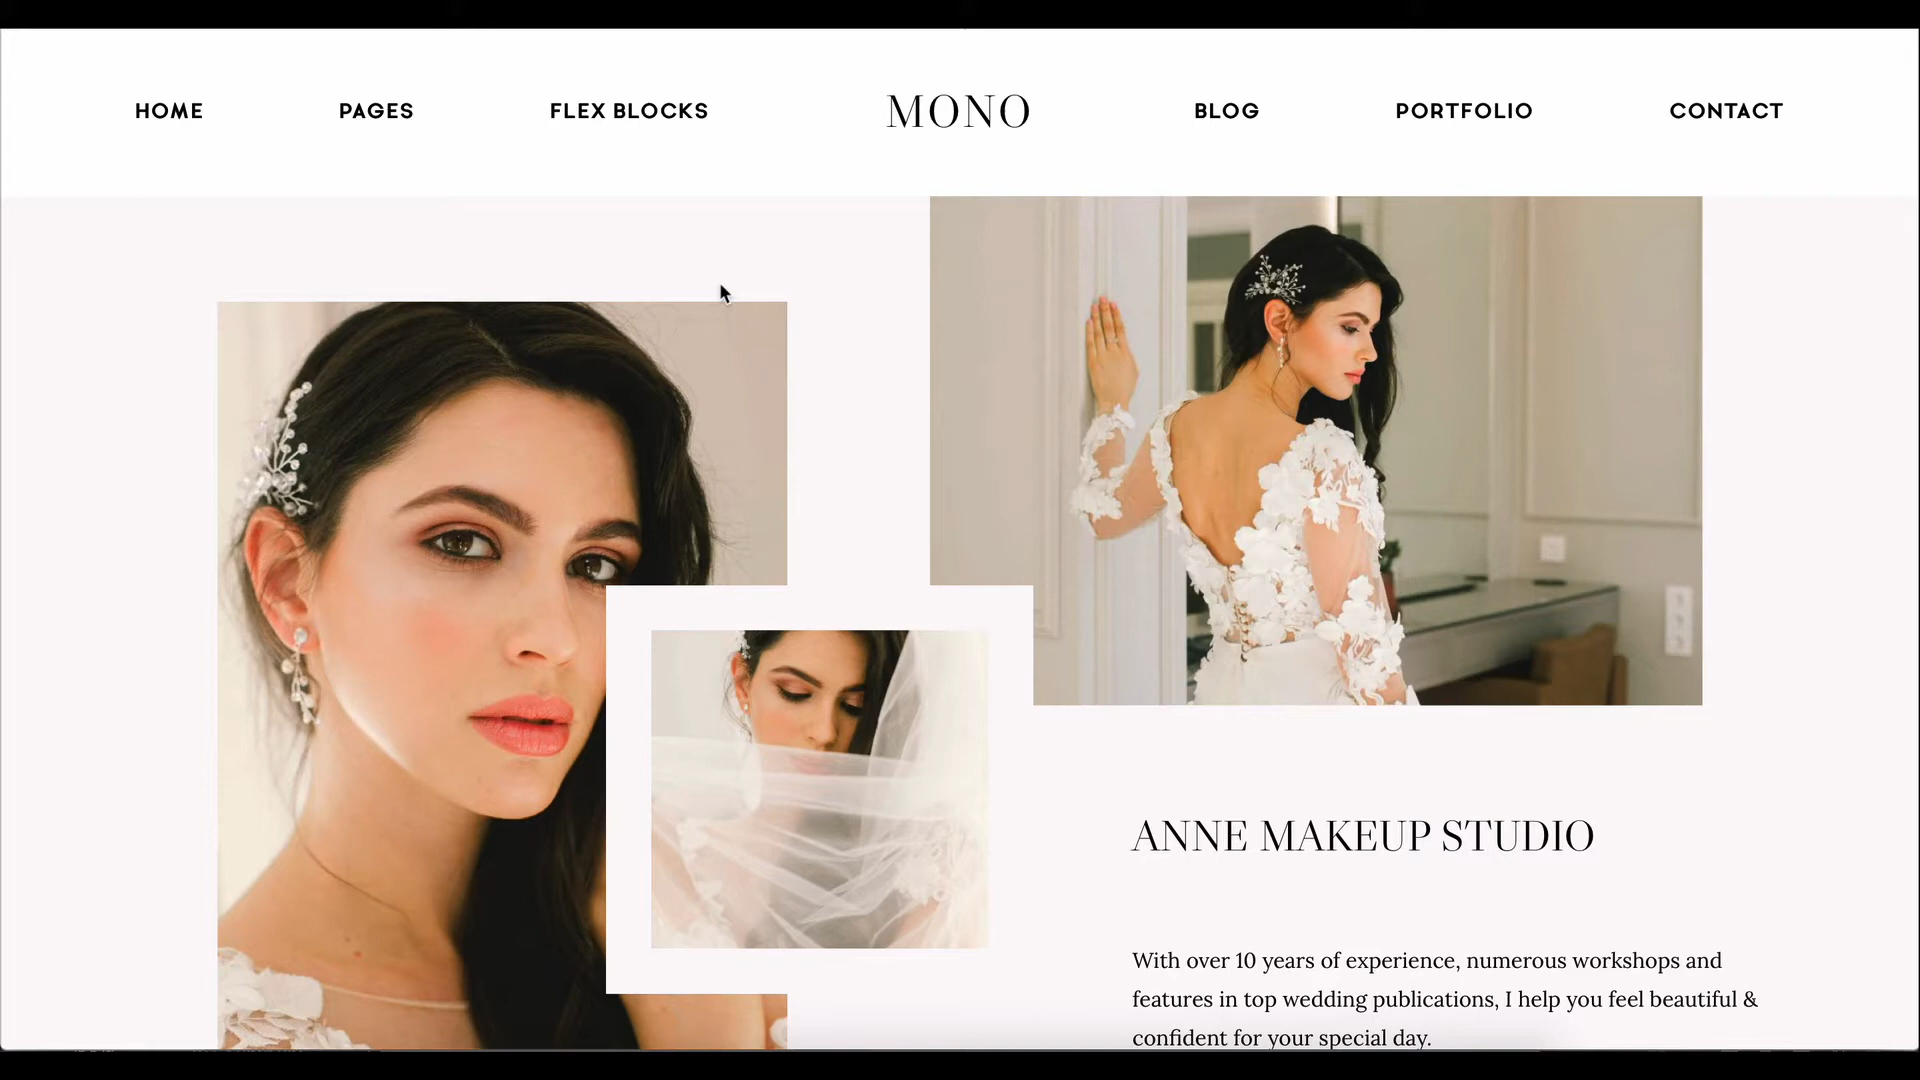 HOME PAGES FLEX BLOCKS MONO BLOG PORTFOLIO CONTACT
ANNE MAKEUP STUDIO
With over 10 years of experience, numerous workshops and
features in top wedding publications, I help you feel beautiful &
confident for your special day.